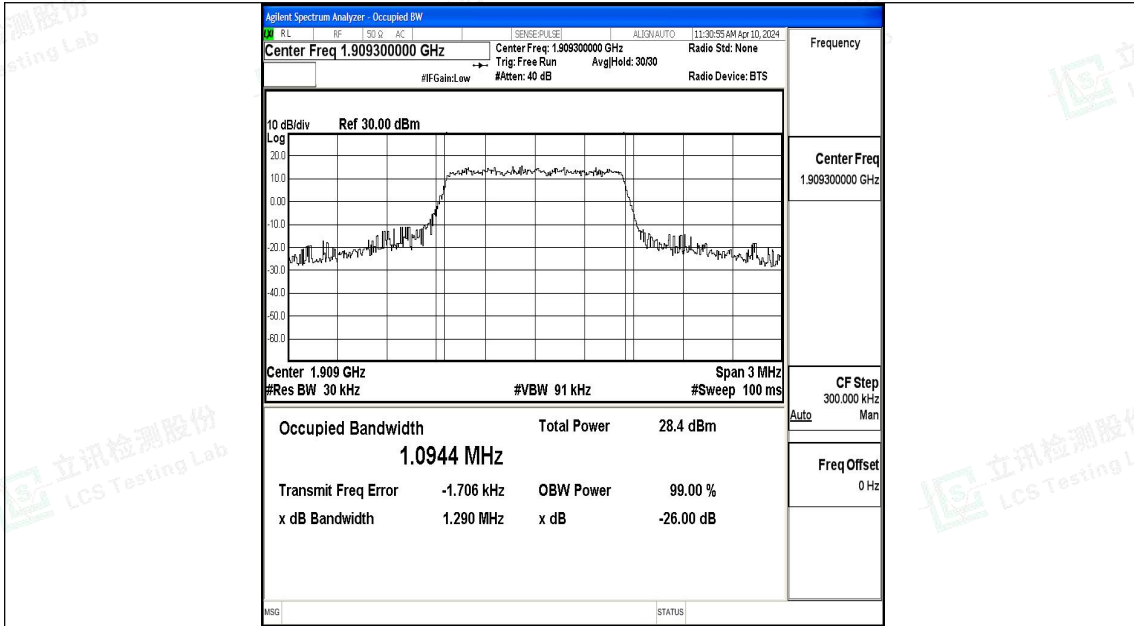 Agilent Spectrum Analyzer - Occupied BW
LXI RL RF 50 Ω AC SENSE:PULSE ALIGN AUTO 11:30:55 AM Apr 10, 2024
Center Freq 1.909300000 GHz
Center Freq: 1.909300000 GHz
Radio Std: None
Trig: Free Run Avg|Hold: 30/30
#IFGain:Low #Atten: 40 dB Radio Device: BTS
10 dB/div Ref 30.00 dBm
Log
20.0
10.0
0.00
-10.0
-20.0
-30.0
-40.0
-50.0
-60.0
Center 1.909 GHz Span 3 MHz
#Res BW 30 kHz #VBW 91 kHz #Sweep 100 ms
Occupied Bandwidth Total Power 28.4 dBm
1.0944 MHz
Transmit Freq Error -1.706 kHz OBW Power 99.00 %
x dB Bandwidth 1.290 MHz x dB -26.00 dB
MSG STATUS
Frequency
Center Freq
1.909300000 GHz
CF Step
300.000 kHz
Auto Man
Freq Offset
0 Hz
检测股份
sting Lab
立
立讯检测股份
LCS Testing Lab
立讯检测股份
LCS Testing L